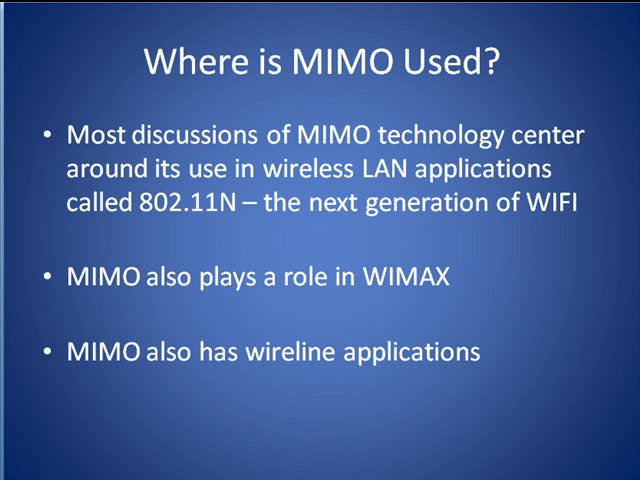 Where is MIMO Used?
• Most discussions of MIMO technology center
around its use in wireless LAN applications
called 802.11N – the next generation of WIFI
• MIMO also plays a role in WIMAX
• MIMO also has wireline applications